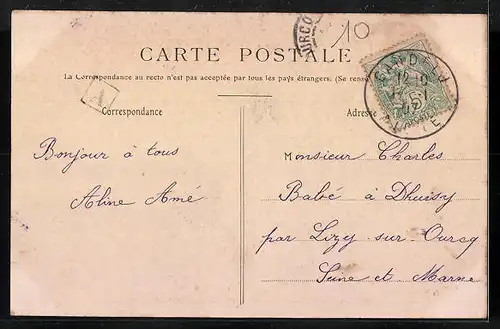 10
CARTE POSTALE
La Correspondance au recto n'est pas acceptée par tous les pays étrangers. (Se
A
Correspondance
Adresse
Bonjour à tous
Aline Amé
Monsieur Charles
Babé à Dhuisy
par Lizy-sur-Ourcq
Seine et Marne